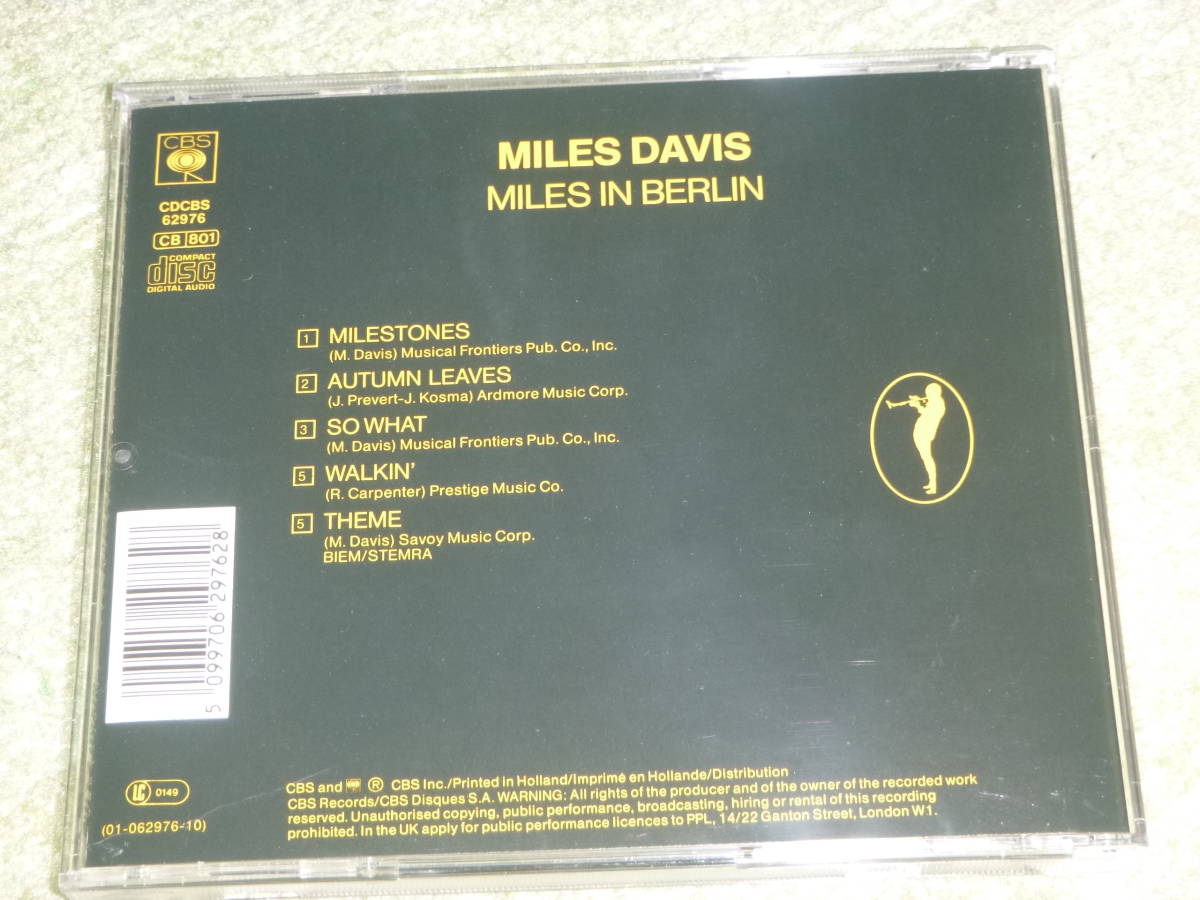 CBS
CDCBS
62976
CB 801
COMPACT
disc
DIGITAL AUDIO
MILES DAVIS
MILES IN BERLIN
1 MILESTONES
(M. Davis) Musical Frontiers Pub. Co., Inc.
2 AUTUMN LEAVES
(J. Prevert-J. Kosma) Ardmore Music Corp.
3 SO WHAT
(M. Davis) Musical Frontiers Pub. Co., Inc.
5 WALKIN'
(R. Carpenter) Prestige Music Co.
5 THEME
(M. Davis) Savoy Music Corp.
BIEM/STEMRA
5 099706 297628
LC 0149
(01-062976-10)
CBS and ® CBS Inc./Printed in Holland/Imprimé en Hollande/Distribution
CBS Records/CBS Disques S.A. WARNING: All rights of the producer and of the owner of the recorded work
reserved. Unauthorised copying, public performance, broadcasting, hiring or rental of this recording
prohibited. In the UK apply for public performance licences to PPL, 14/22 Ganton Street, London W1.